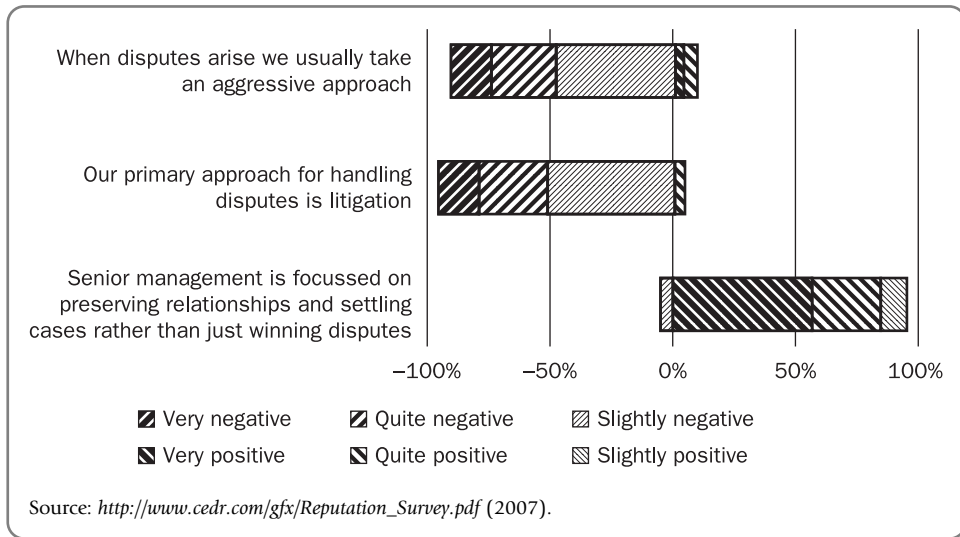 When disputes arise we usually take
an aggressive approach
Our primary approach for handling
disputes is litigation
Senior management is focussed on
preserving relationships and settling
cases rather than just winning disputes
–100% –50% 0% 50% 100%
Very negative Quite negative Slightly negative
Very positive Quite positive Slightly positive
Source: http://www.cedr.com/gfx/Reputation_Survey.pdf (2007).